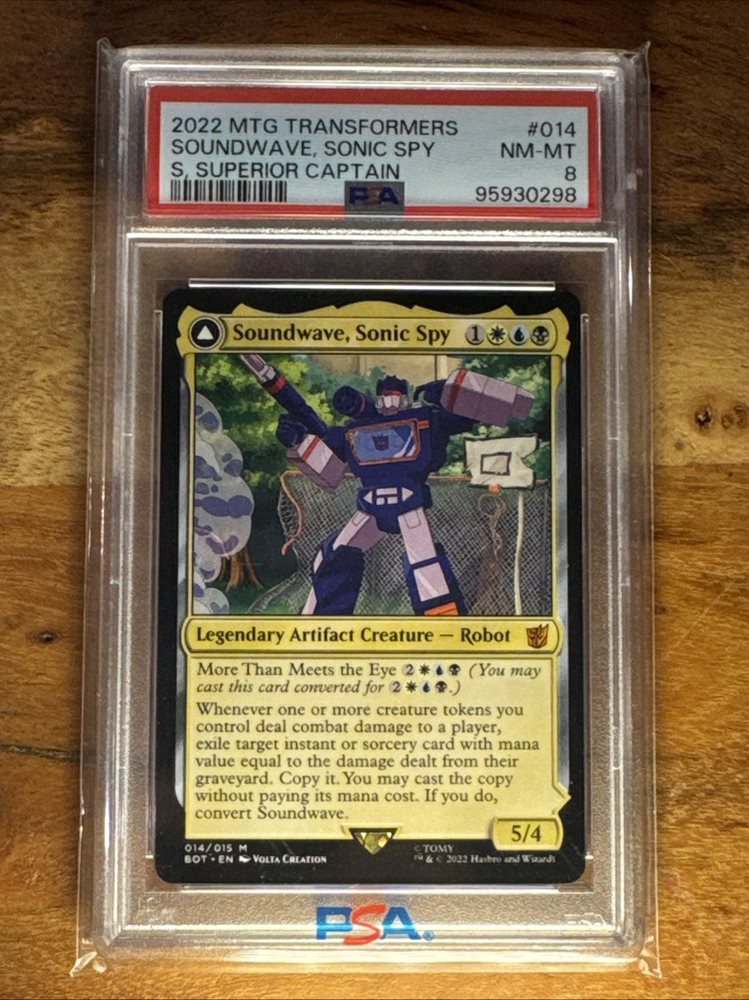 2022 MTG TRANSFORMERS #014
SOUNDWAVE, SONIC SPY NM-MT
S, SUPERIOR CAPTAIN 8
PSA 95930298
Soundwave, Sonic Spy 1
Legendary Artifact Creature — Robot
More Than Meets the Eye 2 (You may
cast this card converted for 2 .)
Whenever one or more creature tokens you
control deal combat damage to a player,
exile target instant or sorcery card with mana
value equal to the damage dealt from their
graveyard. Copy it. You may cast the copy
without paying its mana cost. If you do,
convert Soundwave.
5/4
014/015 M © TOMY
BOT • EN VOLTA CREATION ™ & © 2022 Hasbro and Wizards
PSA®